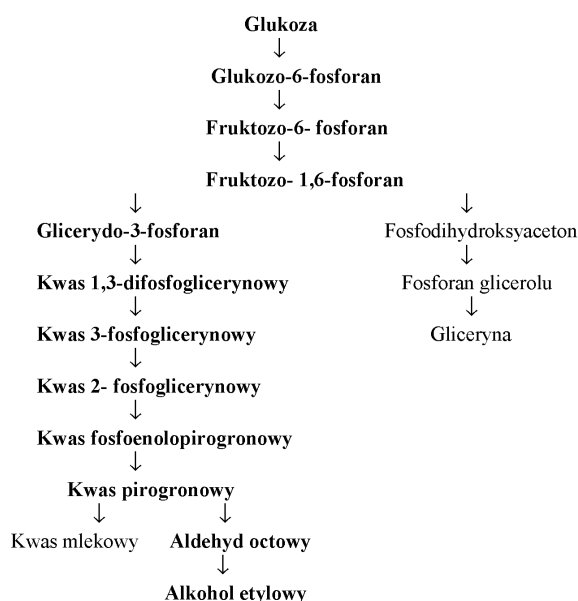 Glukoza
Glukozo-6-fosforan
Fruktozo-6- fosforan
Fruktozo- 1,6-fosforan
Glicerydo-3-fosforan
Fosfodihydroksyaceton
Kwas 1,3-difosfoglicerynowy
Fosforan glicerolu
Kwas 3-fosfoglicerynowy
Gliceryna
Kwas 2- fosfoglicerynowy
Kwas fosfoenolopirogronowy
Kwas pirogronowy
Kwas mlekowy
Aldehyd octowy
Alkohol etylowy